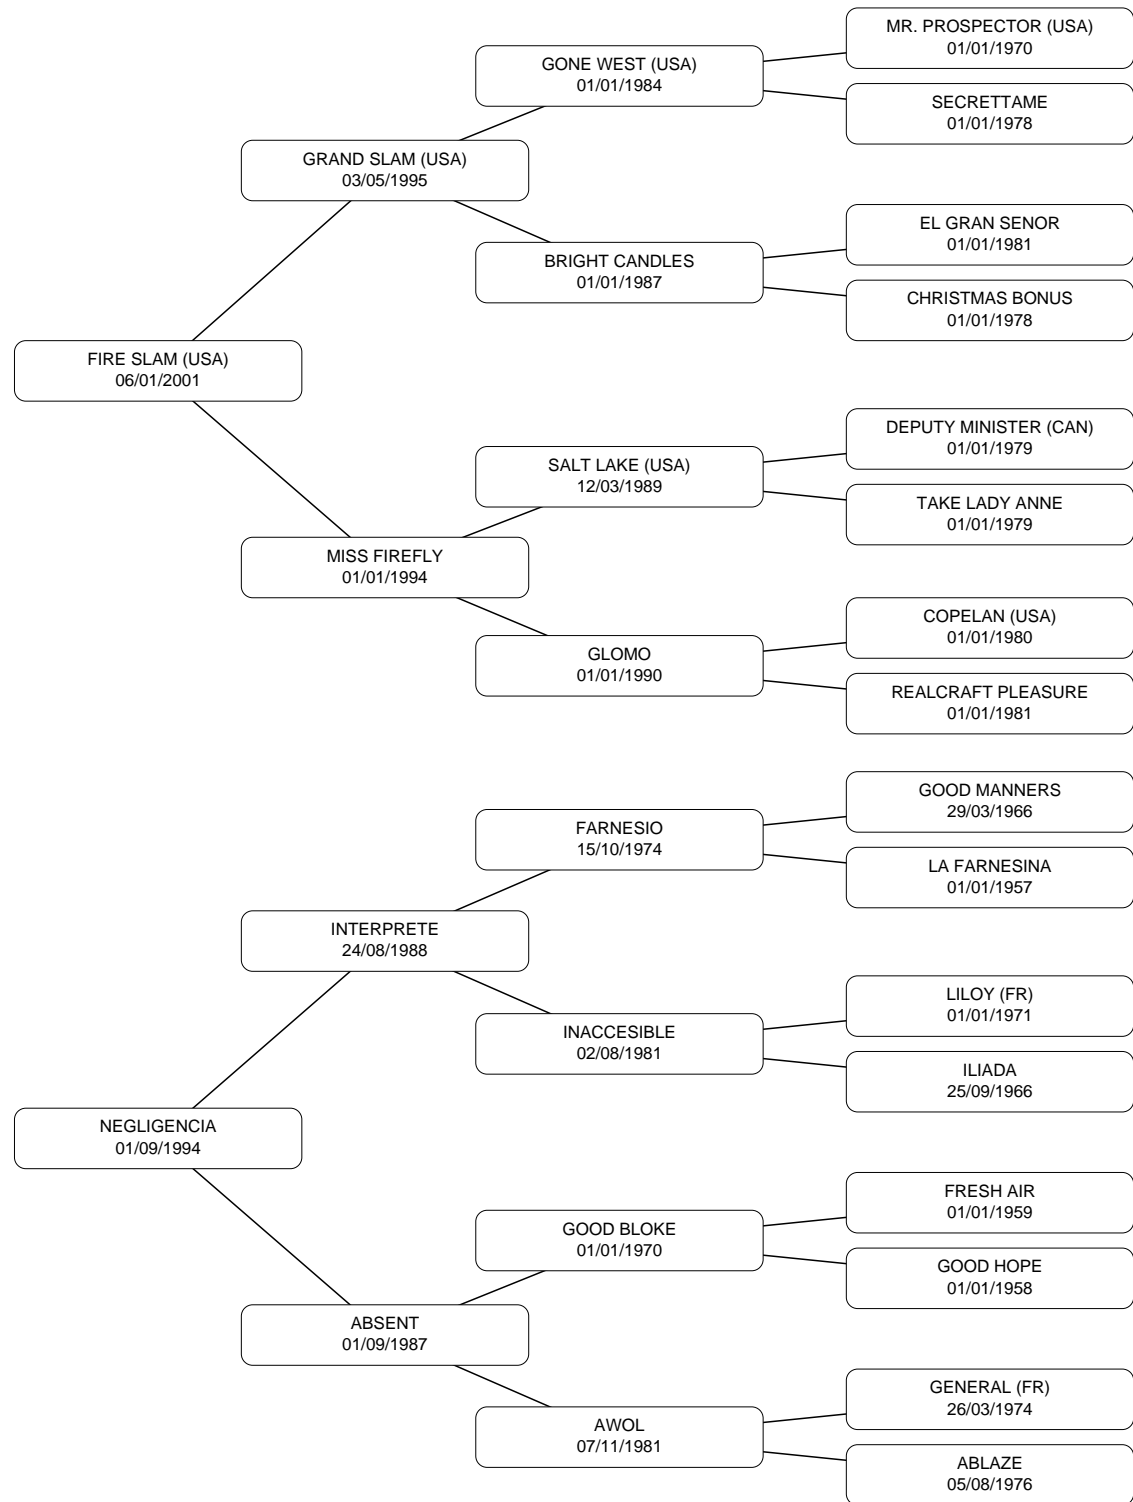 MR. PROSPECTOR (USA)
01/01/1970
GONE WEST (USA)
01/01/1984
SECRETTAME
01/01/1978
GRAND SLAM (USA)
03/05/1995
EL GRAN SENOR
01/01/1981
BRIGHT CANDLES
01/01/1987
CHRISTMAS BONUS
01/01/1978
FIRE SLAM (USA)
06/01/2001
DEPUTY MINISTER (CAN)
01/01/1979
SALT LAKE (USA)
12/03/1989
TAKE LADY ANNE
01/01/1979
MISS FIREFLY
01/01/1994
COPELAN (USA)
01/01/1980
GLOMO
01/01/1990
REALCRAFT PLEASURE
01/01/1981
GOOD MANNERS
29/03/1966
FARNESIO
15/10/1974
LA FARNESINA
01/01/1957
INTERPRETE
24/08/1988
LILOY (FR)
01/01/1971
INACCESIBLE
02/08/1981
ILIADA
25/09/1966
NEGLIGENCIA
01/09/1994
FRESH AIR
01/01/1959
GOOD BLOKE
01/01/1970
GOOD HOPE
01/01/1958
ABSENT
01/09/1987
GENERAL (FR)
26/03/1974
AWOL
07/11/1981
ABLAZE
05/08/1976